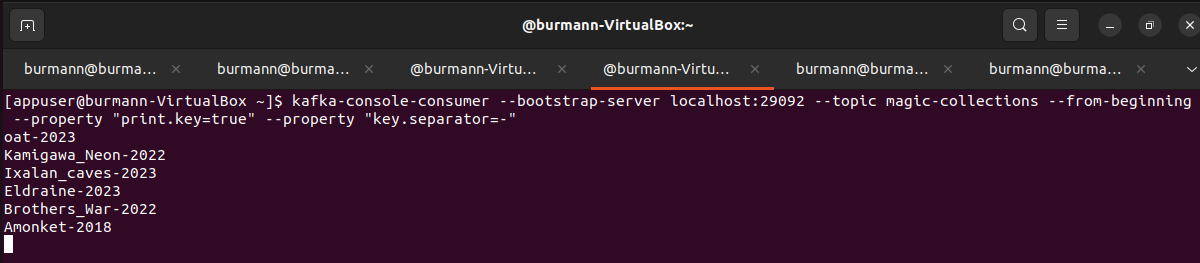 @burmann-VirtualBox:~
burmann@burma...
burmann@burma...
@burmann-Virtu...
@burmann-Virtu...
burmann@burma...
burmann@burma...
[appuser@burmann-VirtualBox ~]$ kafka-console-consumer --bootstrap-server localhost:29092 --topic magic-collections --from-beginning
--property "print.key=true" --property "key.separator=-"
oat-2023
Kamigawa_Neon-2022
Ixalan_caves-2023
Eldraine-2023
Brothers_War-2022
Amonket-2018